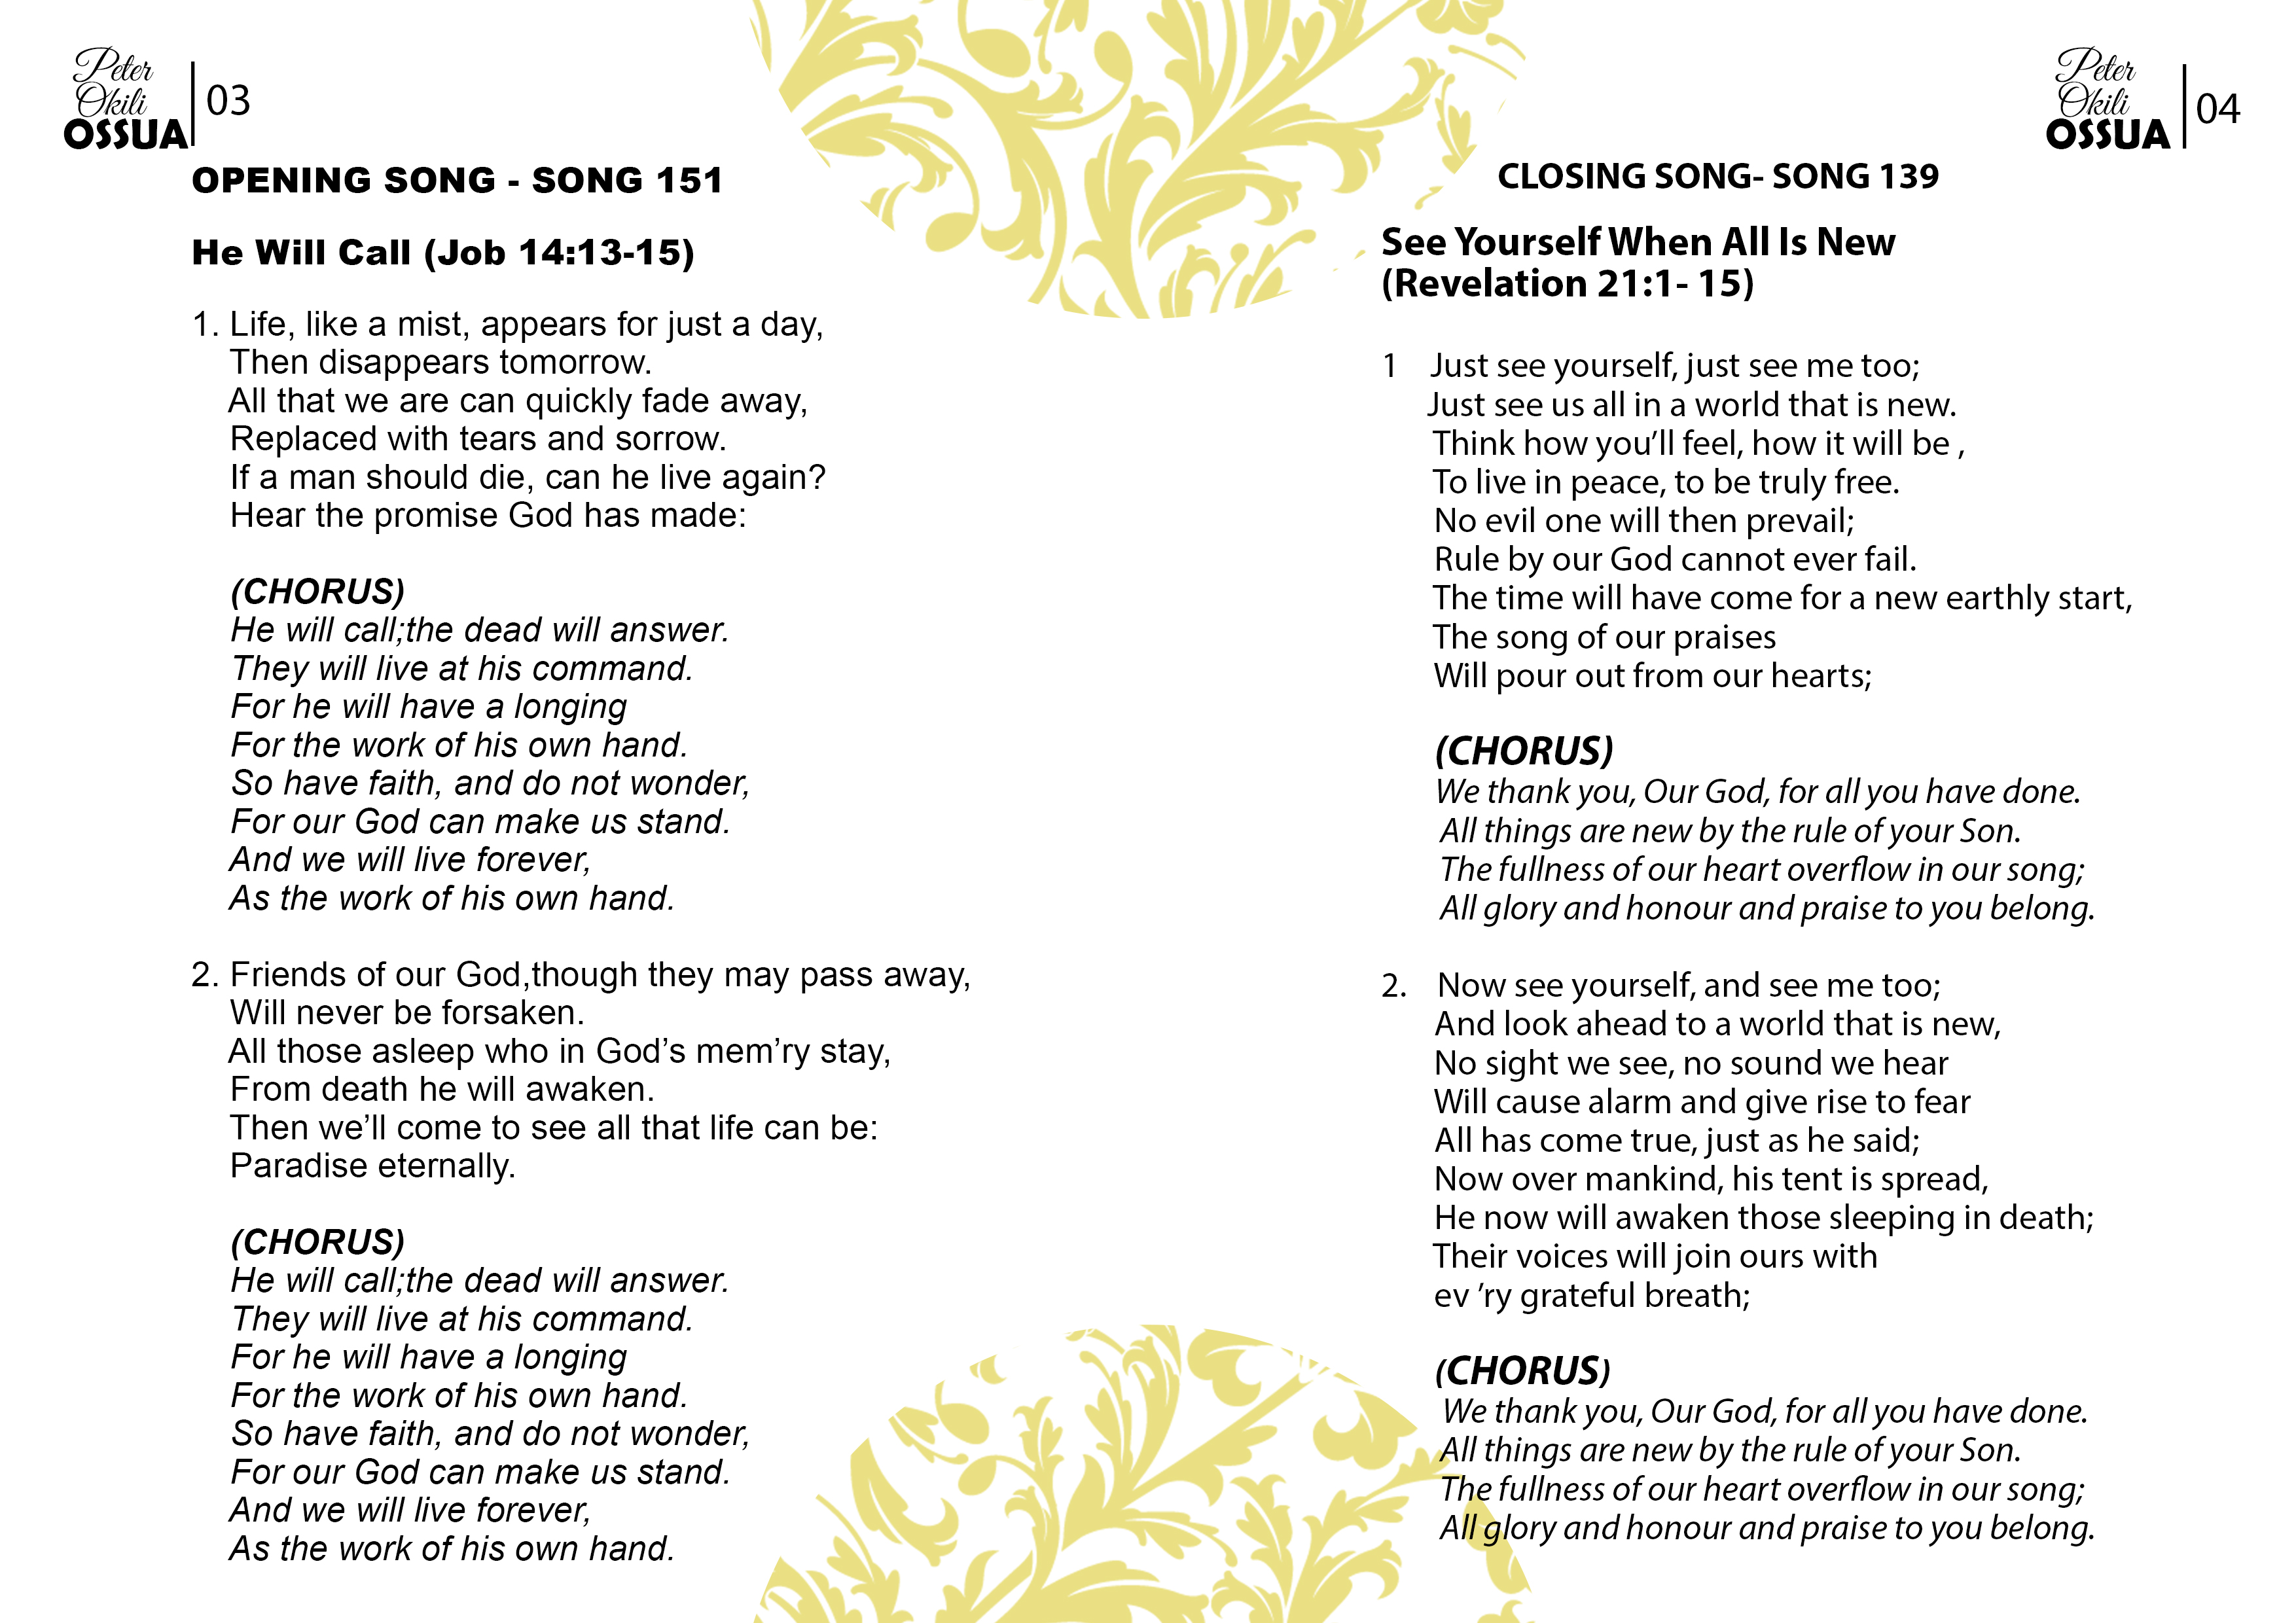 Peter
Okili
OSSUA
03
OPENING SONG - SONG 151
He Will Call (Job 14:13-15)
1. Life, like a mist, appears for just a day,
Then disappears tomorrow.
All that we are can quickly fade away,
Replaced with tears and sorrow.
If a man should die, can he live again?
Hear the promise God has made:
(CHORUS)
He will call;the dead will answer.
They will live at his command.
For he will have a longing
For the work of his own hand.
So have faith, and do not wonder,
For our God can make us stand.
And we will live forever,
As the work of his own hand.
2. Friends of our God,though they may pass away,
Will never be forsaken.
All those asleep who in God’s mem’ry stay,
From death he will awaken.
Then we’ll come to see all that life can be:
Paradise eternally.
(CHORUS)
He will call;the dead will answer.
They will live at his command.
For he will have a longing
For the work of his own hand.
So have faith, and do not wonder,
For our God can make us stand.
And we will live forever,
As the work of his own hand.
Peter
Okili
OSSUA
04
CLOSING SONG- SONG 139
See Yourself When All Is New
(Revelation 21:1- 15)
1 Just see yourself, just see me too;
Just see us all in a world that is new.
Think how you’ll feel, how it will be ,
To live in peace, to be truly free.
No evil one will then prevail;
Rule by our God cannot ever fail.
The time will have come for a new earthly start,
The song of our praises
Will pour out from our hearts;
(CHORUS)
We thank you, Our God, for all you have done.
All things are new by the rule of your Son.
The fullness of our heart overflow in our song;
All glory and honour and praise to you belong.
2. Now see yourself, and see me too;
And look ahead to a world that is new,
No sight we see, no sound we hear
Will cause alarm and give rise to fear
All has come true, just as he said;
Now over mankind, his tent is spread,
He now will awaken those sleeping in death;
Their voices will join ours with
ev ’ry grateful breath;
(CHORUS)
We thank you, Our God, for all you have done.
All things are new by the rule of your Son.
The fullness of our heart overflow in our song;
All glory and honour and praise to you belong.